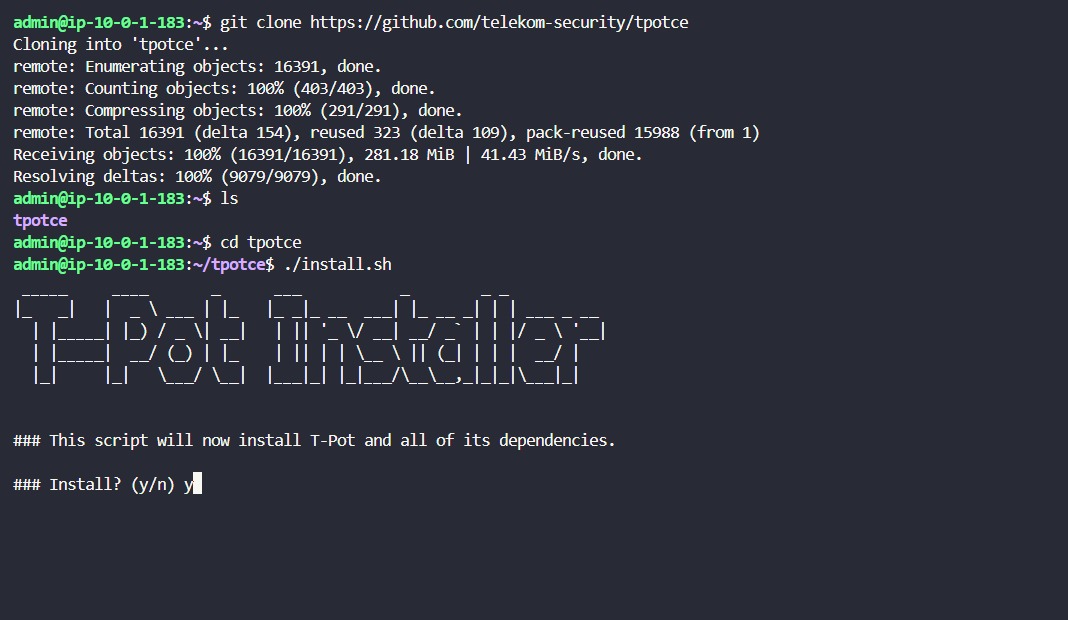 admin@ip-10-0-1-183:~$ git clone https://github.com/telekom-security/tpotce
Cloning into 'tpotce'...
remote: Enumerating objects: 16391, done.
remote: Counting objects: 100% (403/403), done.
remote: Compressing objects: 100% (291/291), done.
remote: Total 16391 (delta 154), reused 323 (delta 109), pack-reused 15988 (from 1)
Receiving objects: 100% (16391/16391), 281.18 MiB | 41.43 MiB/s, done.
Resolving deltas: 100% (9079/9079), done.
admin@ip-10-0-1-183:~$ ls
tpotce
admin@ip-10-0-1-183:~$ cd tpotce
admin@ip-10-0-1-183:~/tpotce$ ./install.sh
T-Pot Installer
### This script will now install T-Pot and all of its dependencies.
### Install? (y/n) y